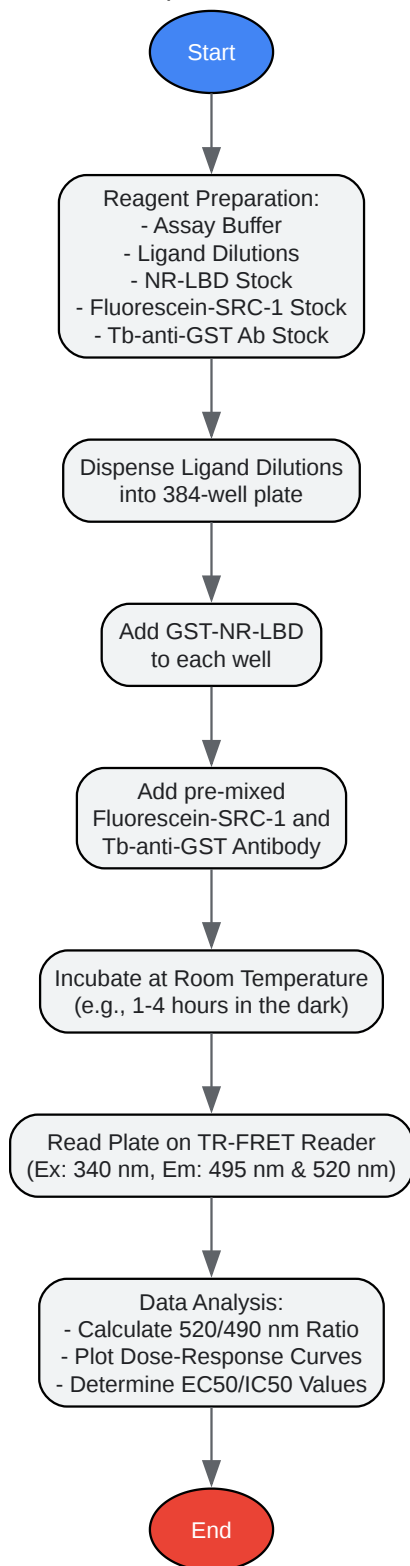 Start
Reagent Preparation:
- Assay Buffer
- Ligand Dilutions
- NR-LBD Stock
- Fluorescein-SRC-1 Stock
- Tb-anti-GST Ab Stock
Dispense Ligand Dilutions
into 384-well plate
Add GST-NR-LBD
to each well
Add pre-mixed
Fluorescein-SRC-1 and
Tb-anti-GST Antibody
Incubate at Room Temperature
(e.g., 1-4 hours in the dark)
Read Plate on TR-FRET Reader
(Ex: 340 nm, Em: 495 nm & 520 nm)
Data Analysis:
- Calculate 520/490 nm Ratio
- Plot Dose-Response Curves
- Determine EC50/IC50 Values
End